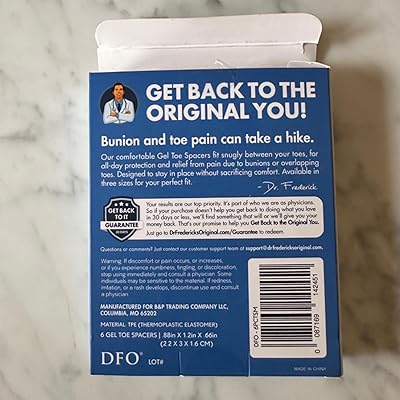 GET BACK TO THE
ORIGINAL YOU!
Bunion and toe pain can take a hike.
Our comfortable Gel Toe Spacers fit snugly between your toes, for
all-day protection and relief from pain due to bunions or overlapping
toes. Designed to stay in place without sacrificing comfort. Available in
three sizes for your perfect fit.
-Dr. Frederick
GET BACK
TO IT
GUARANTEE
Your results are our top priority. It's part of who we are as physicians.
So if your purchase doesn't help you get back to doing what you love
in 30 days or less, we'll find something that will or we'll give you your
money back. That's our promise to help you Get Back to the Original You.
Just go to DrFredericksOriginal.com/Guarantee to redeem.
Questions or comments? Just contact our customer support team at support@drfredericksoriginal.com.
Warning: If discomfort or pain occurs, or increases,
or if you experience numbness, tingling, or discoloration,
stop using immediately and consult a physician. Some
individuals may be sensitive to the material. If redness,
irritation, or a rash develops, discontinue use and consult
a physician.
MANUFACTURED FOR B&P TRADING COMPANY LLC,
COLUMBIA, MO 65202
MATERIAL: TPE (THERMOPLASTIC ELASTOMER)
6 GEL TOE SPACERS | .88in X 1.2in X .66in
(2.2 X 3 X 1.6 CM)
DFO®
LOT#
DFO-6PCTSM
0 087169 142451
MADE IN CHINA